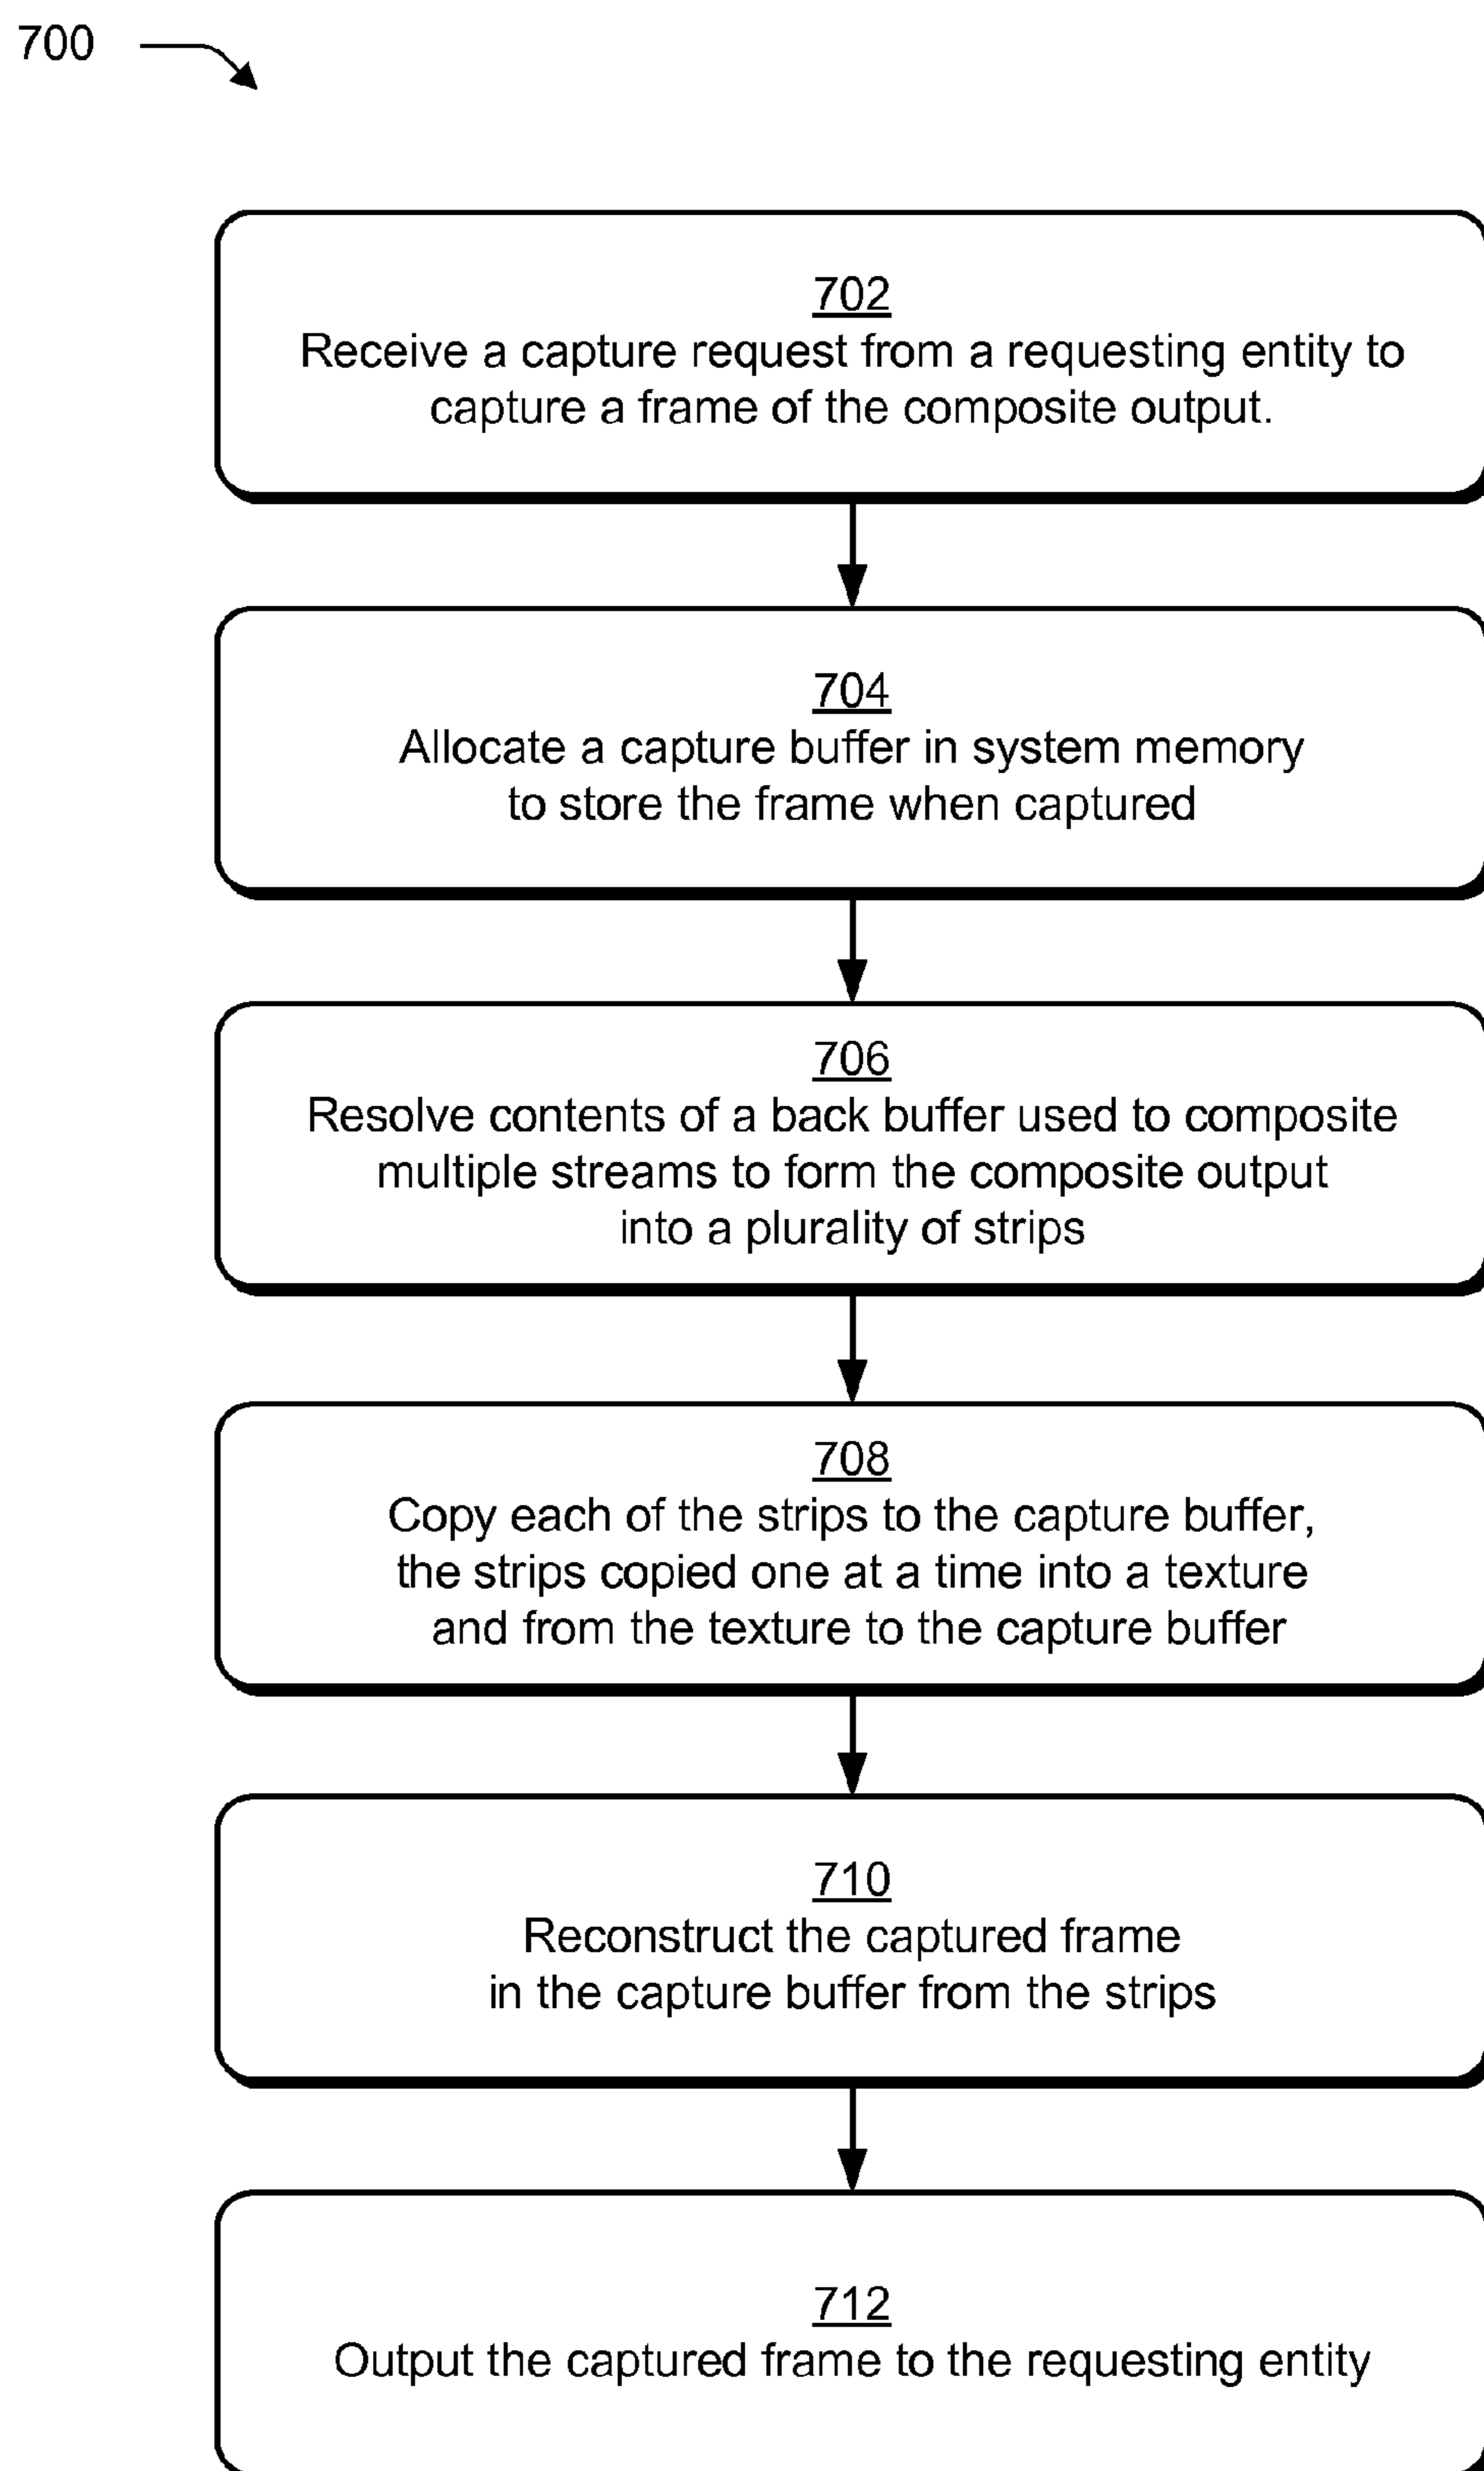 700
702
Receive a capture request from a requesting entity to
capture a frame of the composite output.
704
Allocate a capture buffer in system memory
to store the frame when captured
706
Resolve contents of a back buffer used to composite
multiple streams to form the composite output
into a plurality of strips
708
Copy each of the strips to the capture buffer,
the strips copied one at a time into a texture
and from the texture to the capture buffer
710
Reconstruct the captured frame
in the capture buffer from the strips
712
Output the captured frame to the requesting entity